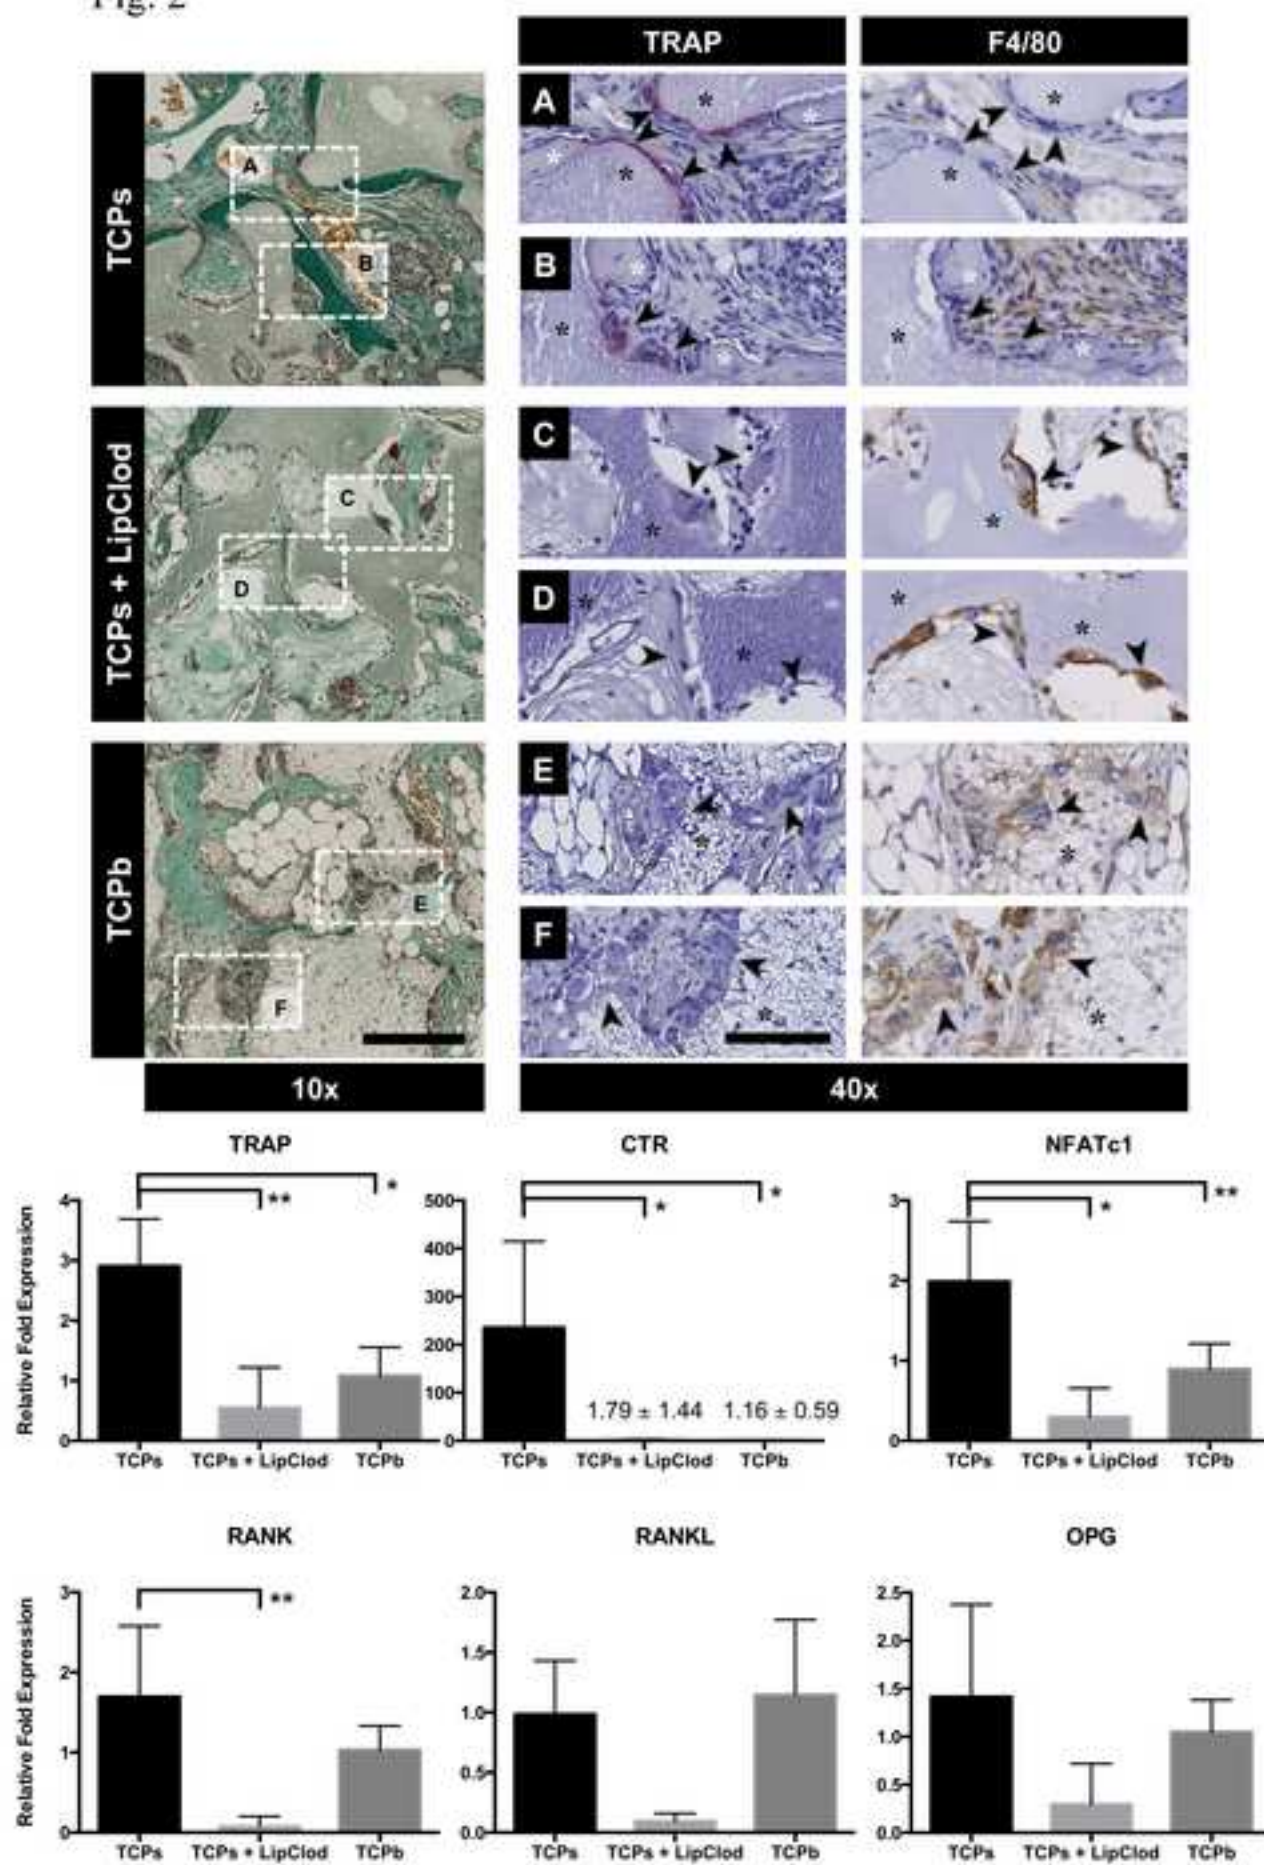 Fig. 2
TRAP F4/80
TCPs
A
B
A
*
*
*
*
*
*
B
*
*
*
*
*
*
TCPs + LipClod
C
D
C
*
*
D
*
*
*
*
TCPb
E
F
E
*
*
F
*
*
10x 40x
TRAP
Relative Fold Expression
4
3
2
1
0
**
*
TCPs TCPs + LipClod TCPb
CTR
500
400
300
200
100
0
*
*
1.79 ± 1.44 1.16 ± 0.59
TCPs TCPs + LipClod TCPb
NFATc1
3
2
1
0
*
**
TCPs TCPs + LipClod TCPb
RANK
Relative Fold Expression
3
2
1
0
**
TCPs TCPs + LipClod TCPb
RANKL
2.0
1.5
1.0
0.5
0.0
TCPs TCPs + LipClod TCPb
OPG
2.5
2.0
1.5
1.0
0.5
0.0
TCPs TCPs + LipClod TCPb